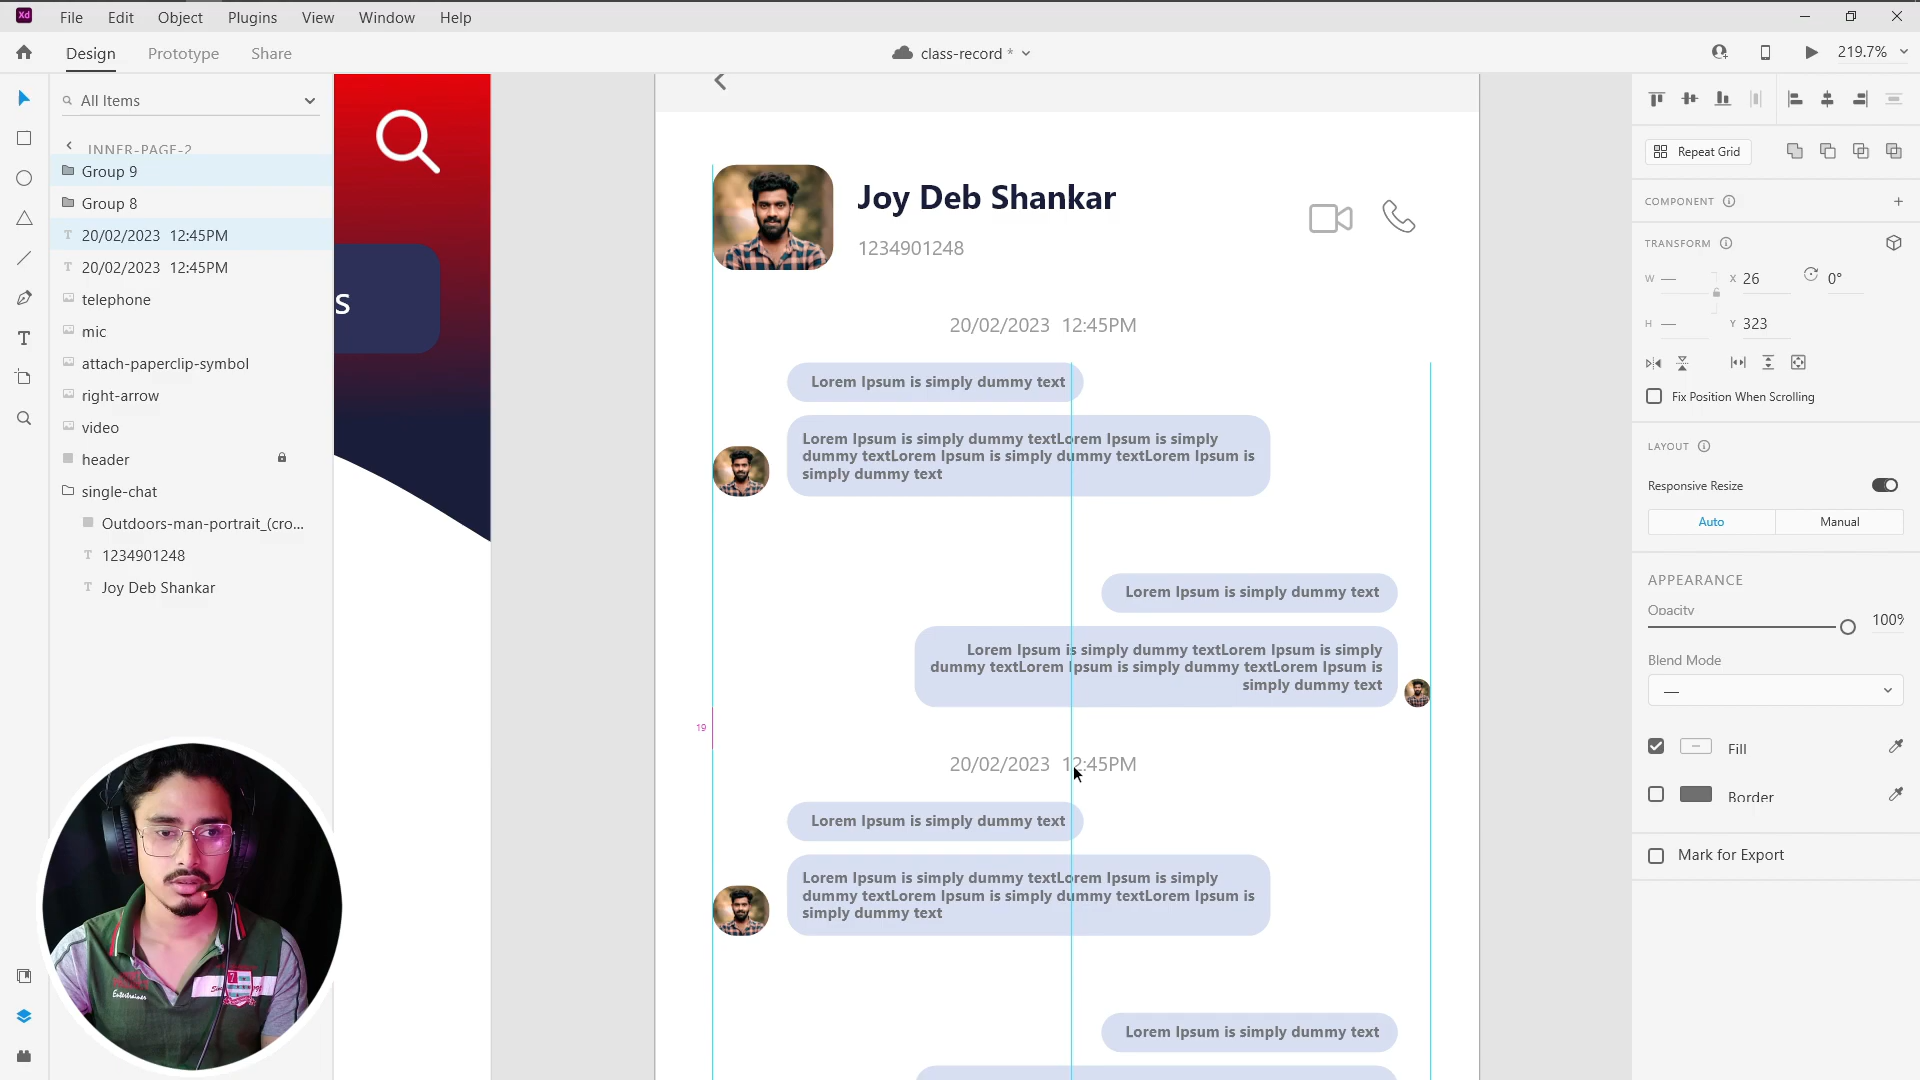 Xd File Edit Object Plugins View Window Help
Design Prototype Share class-record * 219.7%
All Items
INNER-PAGE-2
Group 9
Group 8
20/02/2023 12:45PM
20/02/2023 12:45PM
telephone
mic
attach-paperclip-symbol
right-arrow
video
header
single-chat
Outdoors-man-portrait_(cro...
1234901248
Joy Deb Shankar
s
Joy Deb Shankar
1234901248
20/02/2023 12:45PM
Lorem Ipsum is simply dummy text
Lorem Ipsum is simply dummy textLorem Ipsum is simply
dummy textLorem Ipsum is simply dummy textLorem Ipsum is
simply dummy text
Lorem Ipsum is simply dummy text
Lorem Ipsum is simply dummy textLorem Ipsum is simply
dummy textLorem Ipsum is simply dummy textLorem Ipsum is
simply dummy text
19
20/02/2023 12:45PM
Lorem Ipsum is simply dummy text
Lorem Ipsum is simply dummy textLorem Ipsum is simply
dummy textLorem Ipsum is simply dummy textLorem Ipsum is
simply dummy text
Lorem Ipsum is simply dummy text
Repeat Grid
COMPONENT
TRANSFORM
W — X 26 0°
H — Y 323
Fix Position When Scrolling
LAYOUT
Responsive Resize
Auto Manual
APPEARANCE
Opacity
100%
Blend Mode
—
Fill
Border
Mark for Export
7